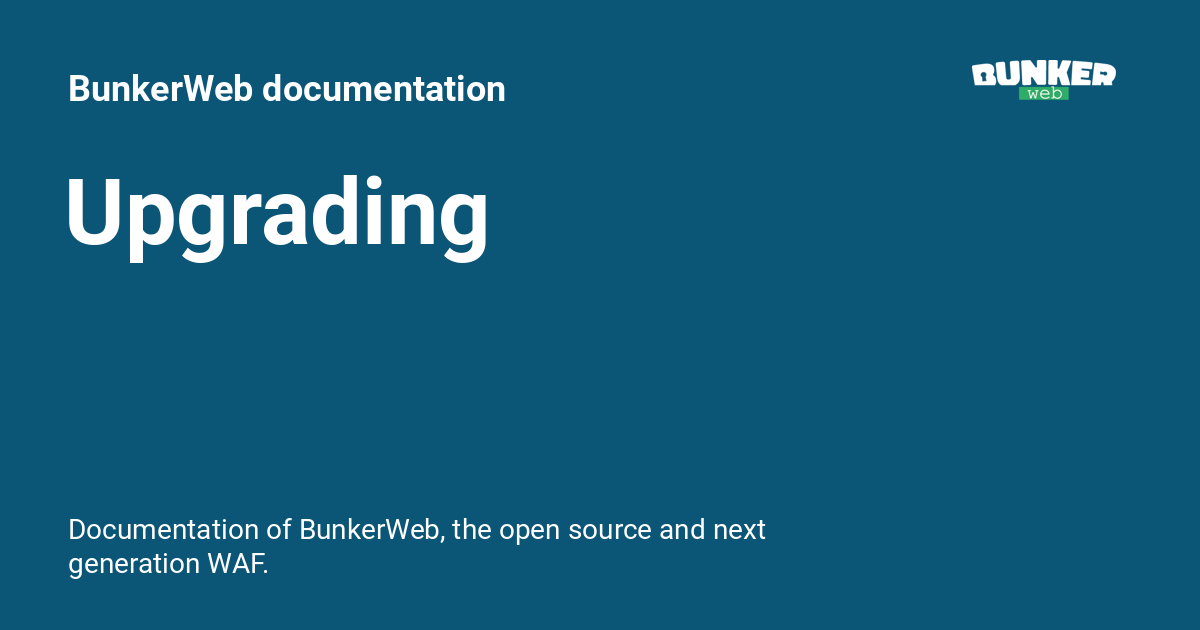 BunkerWeb documentation
BUNKER
web
Upgrading
Documentation of BunkerWeb, the open source and next
generation WAF.